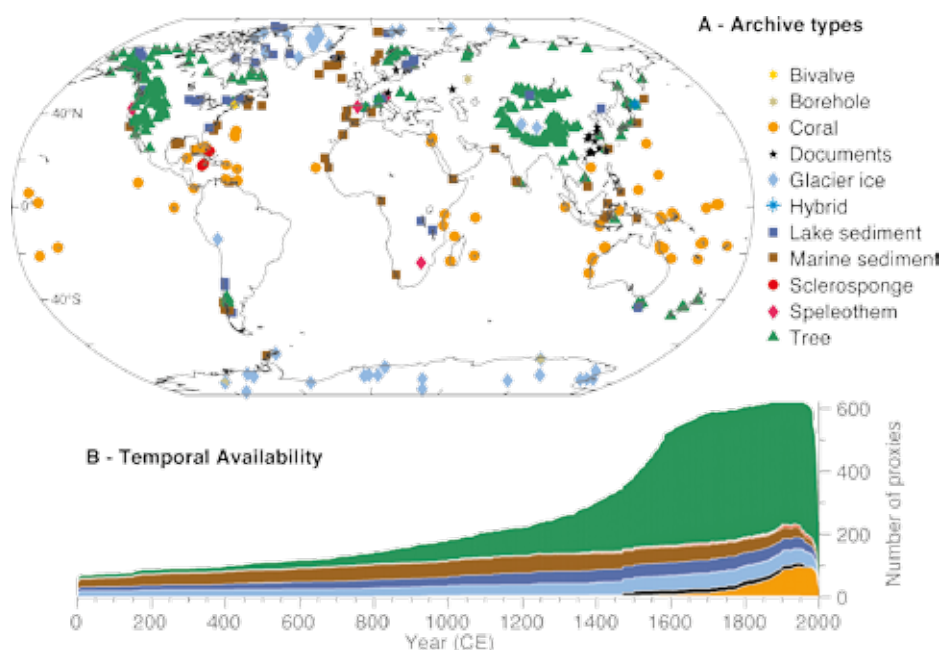 A - Archive types
Bivalve
Borehole
Coral
Documents
Glacier ice
Hybrid
Lake sediment
Marine sediment
Sclerosponge
Speleothem
Tree
40°N
0
40°S
B - Temporal Availability
600
400
200
0
Number of proxies
0 200 400 600 800 1000 1200 1400 1600 1800 2000
Year (CE)